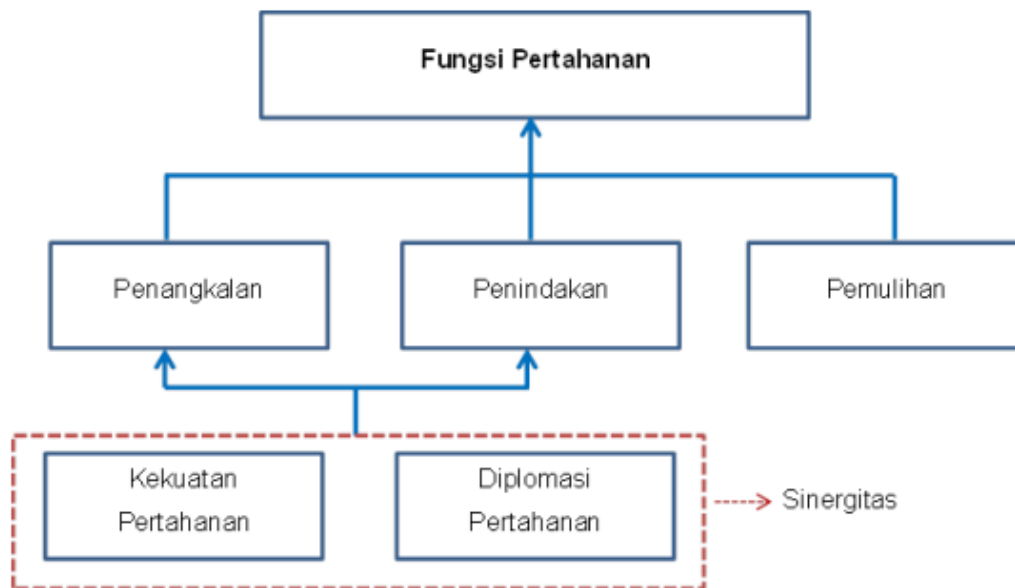 Fungsi Pertahanan
Penangkalan
Penindakan
Pemulihan
Kekuatan
Pertahanan
Diplomasi
Pertahanan
Sinergitas